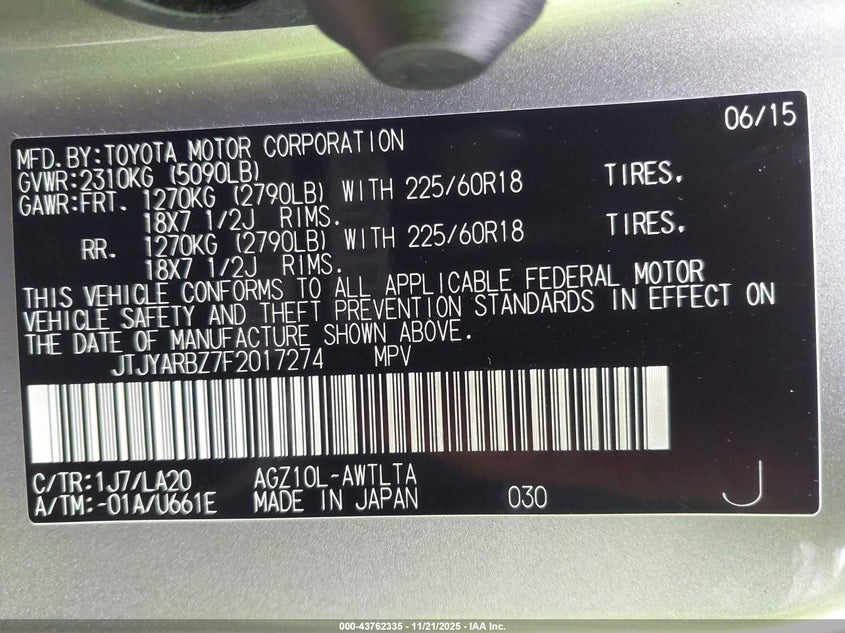 06/15
MFD.BY:TOYOTA MOTOR CORPORATION
GVWR:2310KG (5090LB)
GAWR:FRT. 1270KG (2790LB) WITH 225/60R18 TIRES.
18X7 1/2J RIMS.
RR. 1270KG (2790LB) WITH 225/60R18 TIRES.
18X7 1/2J RIMS.
THIS VEHICLE CONFORMS TO ALL APPLICABLE FEDERAL MOTOR
VEHICLE SAFETY AND THEFT PREVENTION STANDARDS IN EFFECT ON
THE DATE OF MANUFACTURE SHOWN ABOVE.
JTJYARBZ7F2017274 MPV
C/TR:1J7/LA20 AGZ10L-AWTLTA
A/TM:-01A/U661E MADE IN JAPAN 030 J
000-43762335 - 11/21/2025 - IAA Inc.